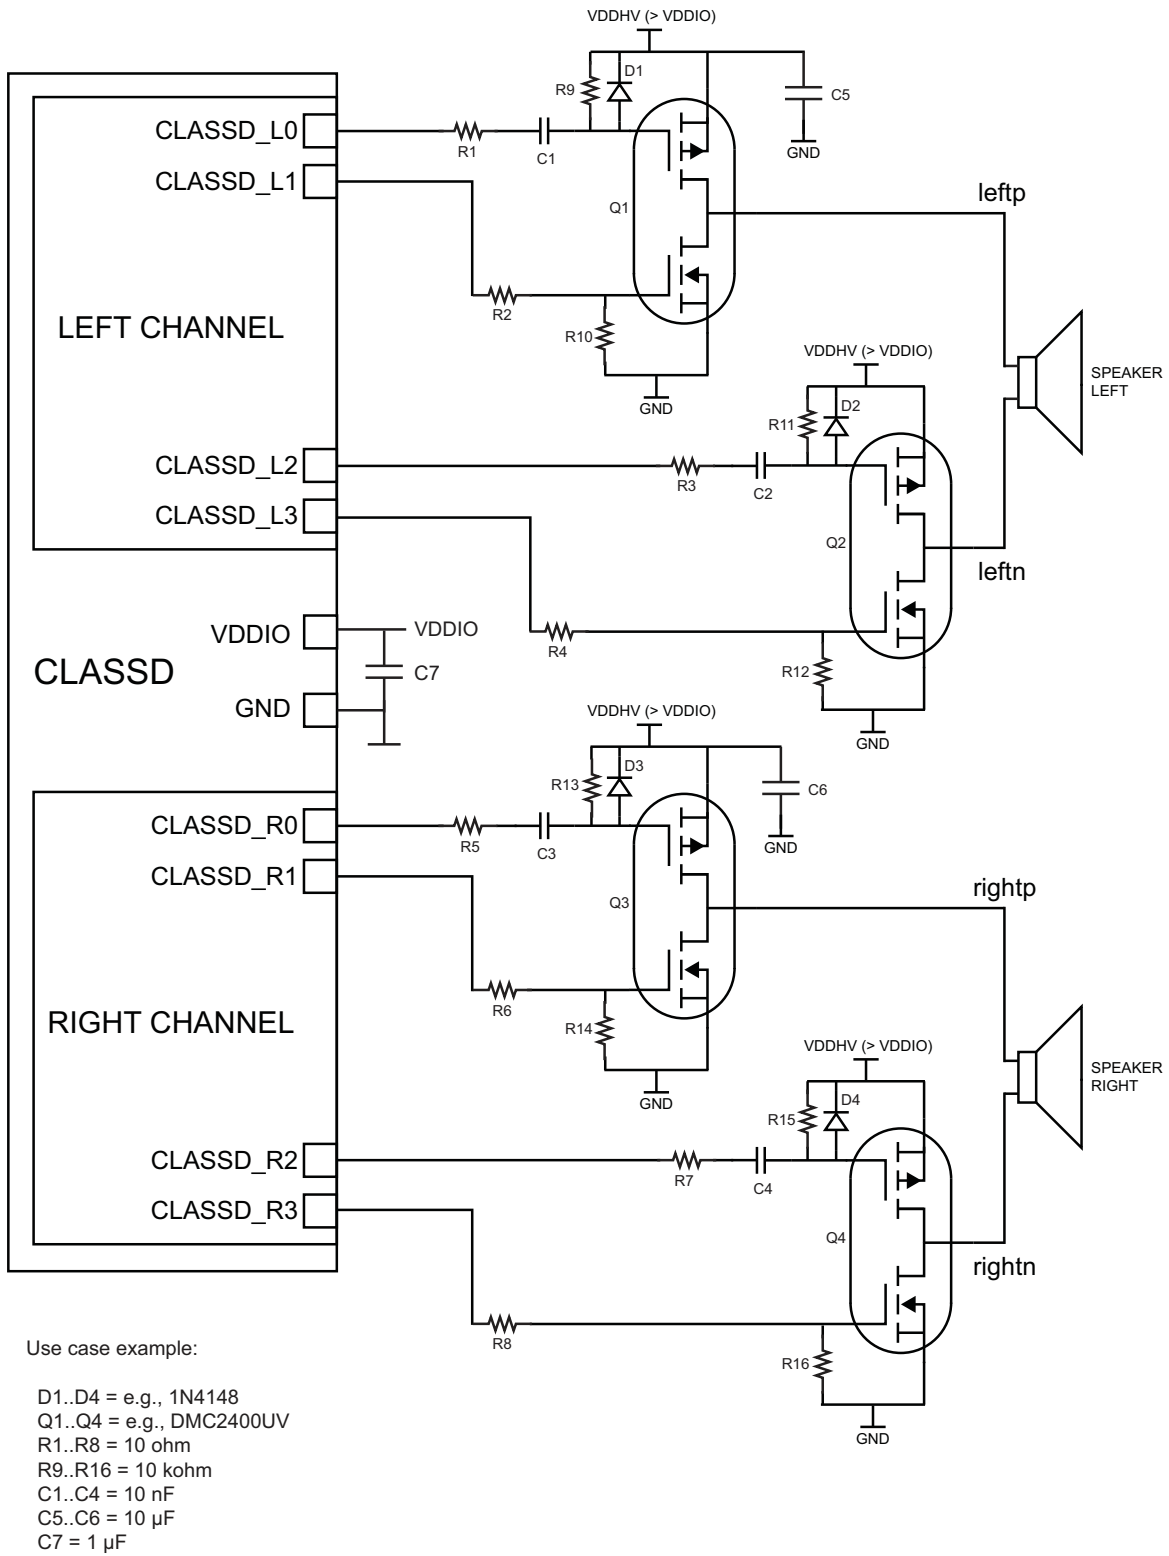 VDDHV (> VDDIO)
D1
R9
C5
CLASSD_L0
R1
C1
GND
CLASSD_L1
leftp
Q1
R2
LEFT CHANNEL
R10
VDDHV (> VDDIO)
SPEAKER
LEFT
GND
D2
R11
CLASSD_L2
R3
C2
CLASSD_L3
Q2
leftn
VDDIO
VDDIO
R4
CLASSD
C7
R12
GND
VDDHV (> VDDIO)
GND
D3
R13
C6
CLASSD_R0
R5
C3
GND
CLASSD_R1
rightp
Q3
R6
RIGHT CHANNEL
R14
VDDHV (> VDDIO)
SPEAKER
RIGHT
GND
D4
R15
CLASSD_R2
R7
C4
CLASSD_R3
Q4
rightn
R8
R16
GND
Use case example:
D1..D4 = e.g., 1N4148
Q1..Q4 = e.g., DMC2400UV
R1..R8 = 10 ohm
R9..R16 = 10 kohm
C1..C4 = 10 nF
C5..C6 = 10 µF
C7 = 1 µF